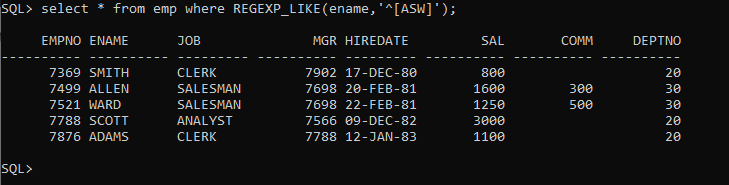 SQL> select * from emp where REGEXP_LIKE(ename,'^[ASW]');
EMPNO ENAME JOB MGR HIREDATE SAL COMM DEPTNO
---------- ---------- --------- ---------- --------- ---------- ---------- ----------
7369 SMITH CLERK 7902 17-DEC-80 800 20
7499 ALLEN SALESMAN 7698 20-FEB-81 1600 300 30
7521 WARD SALESMAN 7698 22-FEB-81 1250 500 30
7788 SCOTT ANALYST 7566 09-DEC-82 3000 20
7876 ADAMS CLERK 7788 12-JAN-83 1100 20
SQL>